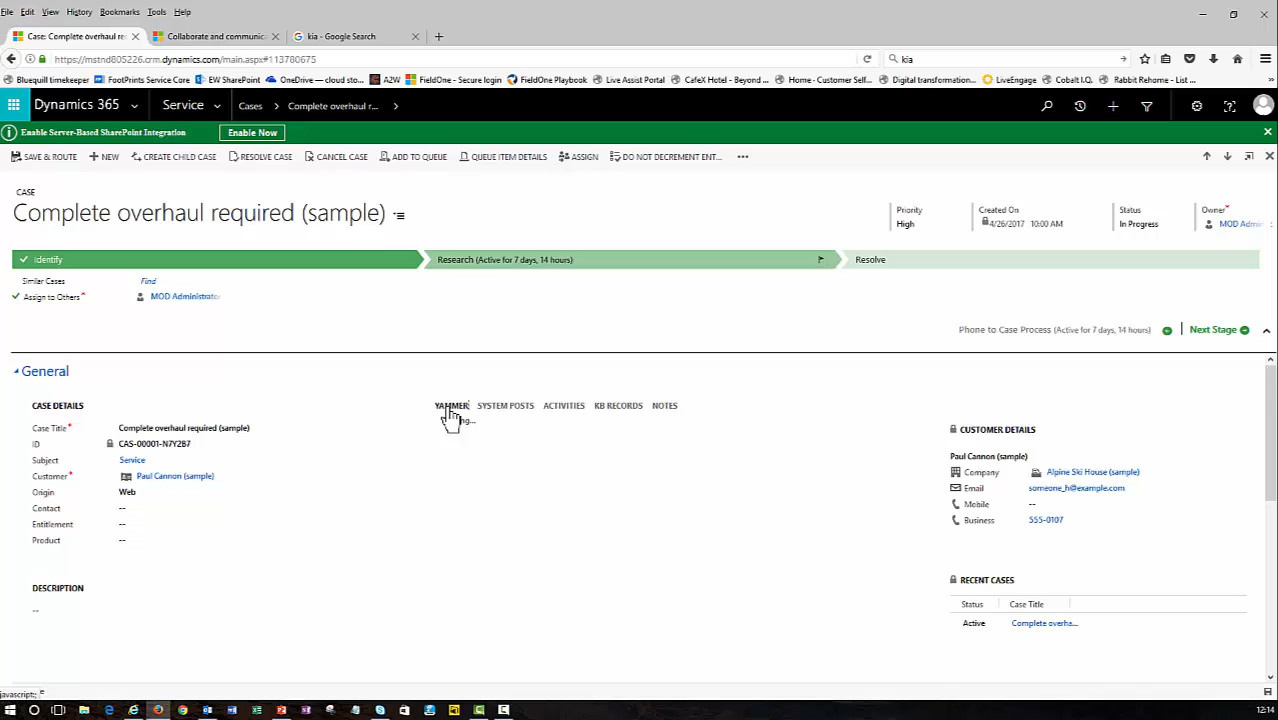 File Edit View History Bookmarks Tools Help
Case: Complete overhaul re... Collaborate and communic... kia - Google Search
https://mstnd805226.crm.dynamics.com/main.aspx#113780675 kia
Bluequill timekeeper FootPrints Service Core EW SharePoint OneDrive — cloud sto... A2W FieldOne - Secure login FieldOne Playbook Live Assist Portal CafeX Hotel – Beyond ... Home - Customer Self... Digital transformation... LiveEngage Cobalt I.Q. Rabbit Rehome - List ...
Dynamics 365 Service Cases Complete overhaul r...
Enable Server-Based SharePoint Integration Enable Now
SAVE & ROUTE NEW CREATE CHILD CASE RESOLVE CASE CANCEL CASE ADD TO QUEUE QUEUE ITEM DETAILS ASSIGN DO NOT DECREMENT ENT...
CASE
Complete overhaul required (sample)
Priority Created On Status Owner*
High 4/26/2017 10:00 AM In Progress MOD Admin
Identify Research (Active for 7 days, 14 hours) Resolve
Similar Cases Find
Assign to Others* MOD Administrato
Phone to Case Process (Active for 7 days, 14 hours) Next Stage
General
CASE DETAILS YAMMER SYSTEM POSTS ACTIVITIES KB RECORDS NOTES
Case Title* Complete overhaul required (sample)
ID CAS-00001-N7Y2B7
Subject Service
Customer* Paul Cannon (sample)
Origin Web
Contact --
Entitlement --
Product --
DESCRIPTION
--
CUSTOMER DETAILS
Paul Cannon (sample)
Company Alpine Ski House (sample)
Email someone_h@example.com
Mobile --
Business 555-0107
RECENT CASES
Status Case Title
Active Complete overha...
javascript:;
12:14